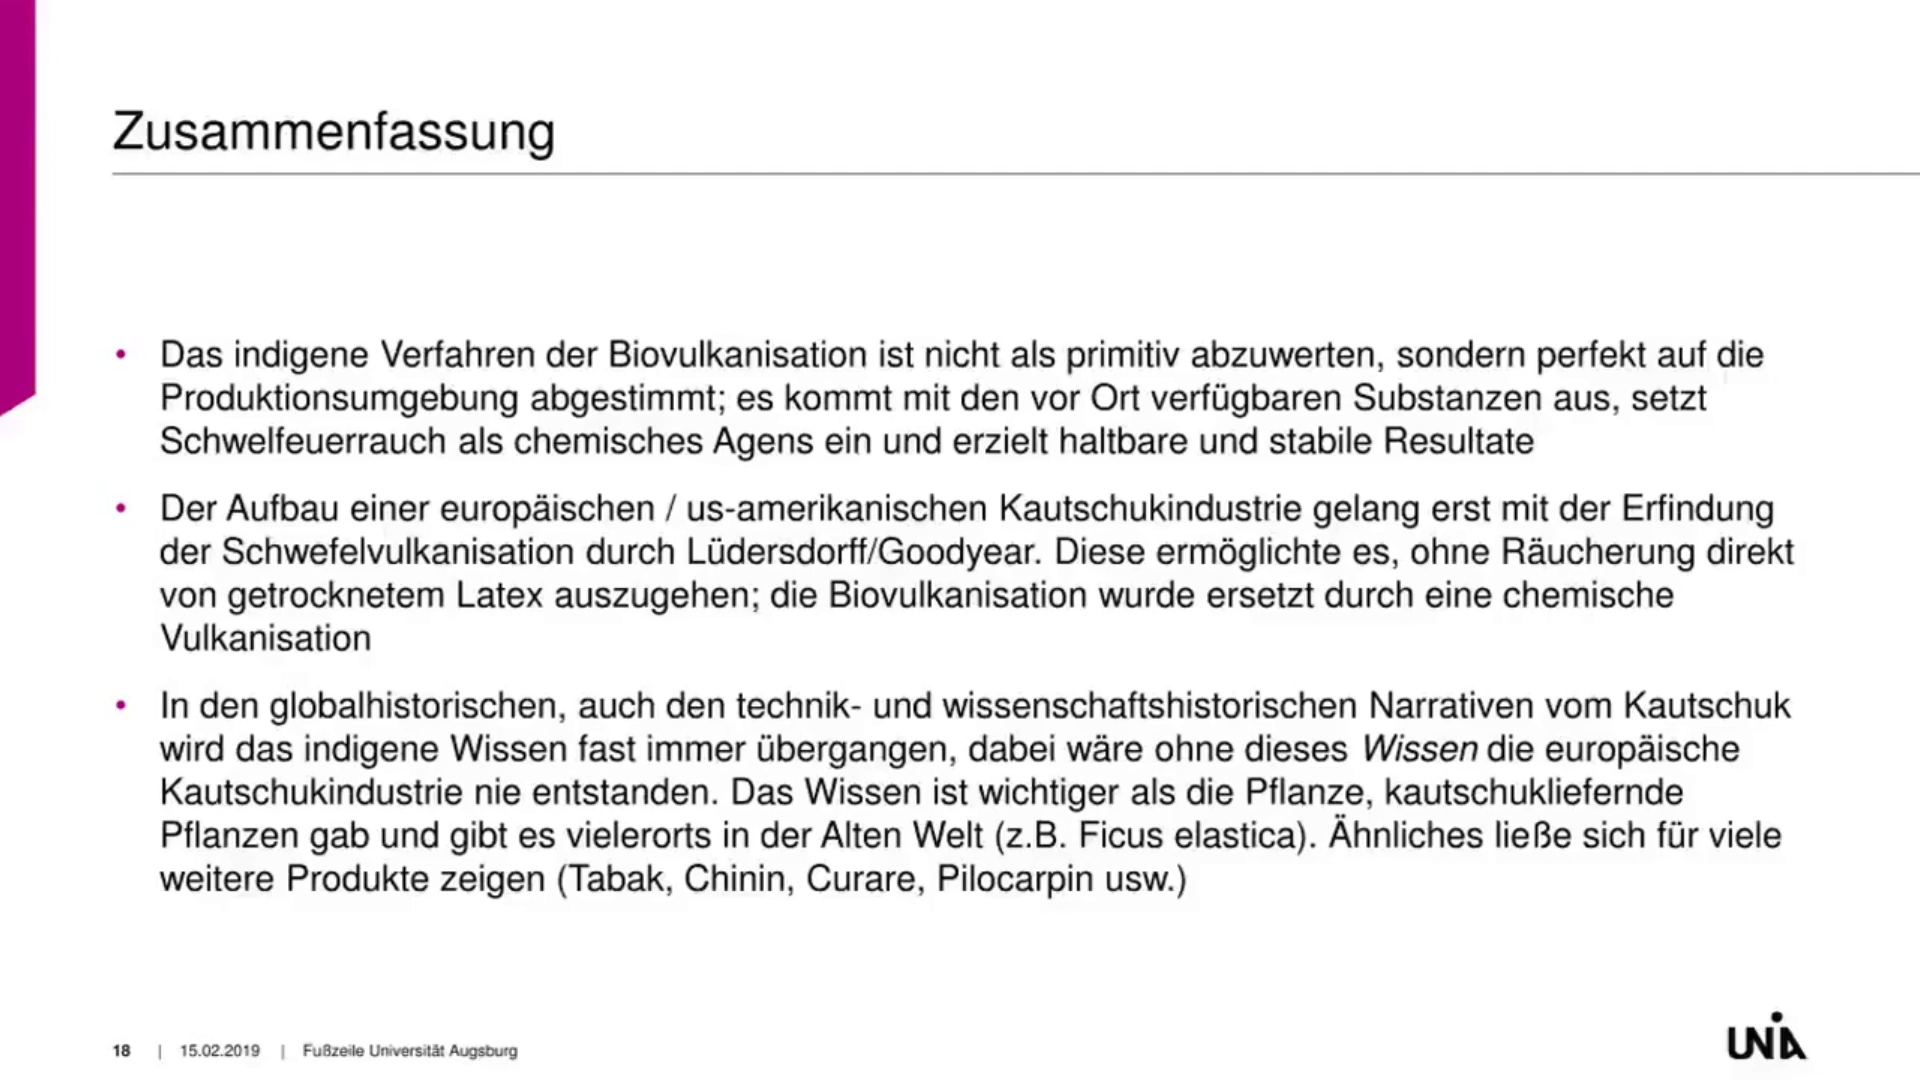 Zusammenfassung
• Das indigene Verfahren der Biovulkanisation ist nicht als primitiv abzuwerten, sondern perfekt auf die
Produktionsumgebung abgestimmt; es kommt mit den vor Ort verfügbaren Substanzen aus, setzt
Schwelfeuerrauch als chemisches Agens ein und erzielt haltbare und stabile Resultate
• Der Aufbau einer europäischen / us-amerikanischen Kautschukindustrie gelang erst mit der Erfindung
der Schwefelvulkanisation durch Lüdersdorff/Goodyear. Diese ermöglichte es, ohne Räucherung direkt
von getrocknetem Latex auszugehen; die Biovulkanisation wurde ersetzt durch eine chemische
Vulkanisation
• In den globalhistorischen, auch den technik- und wissenschaftshistorischen Narrativen vom Kautschuk
wird das indigene Wissen fast immer übergangen, dabei wäre ohne dieses Wissen die europäische
Kautschukindustrie nie entstanden. Das Wissen ist wichtiger als die Pflanze, kautschukliefernde
Pflanzen gab und gibt es vielerorts in der Alten Welt (z.B. Ficus elastica). Ähnliches ließe sich für viele
weitere Produkte zeigen (Tabak, Chinin, Curare, Pilocarpin usw.)
18 | 15.02.2019 | Fußzeile Universität Augsburg
UNIA